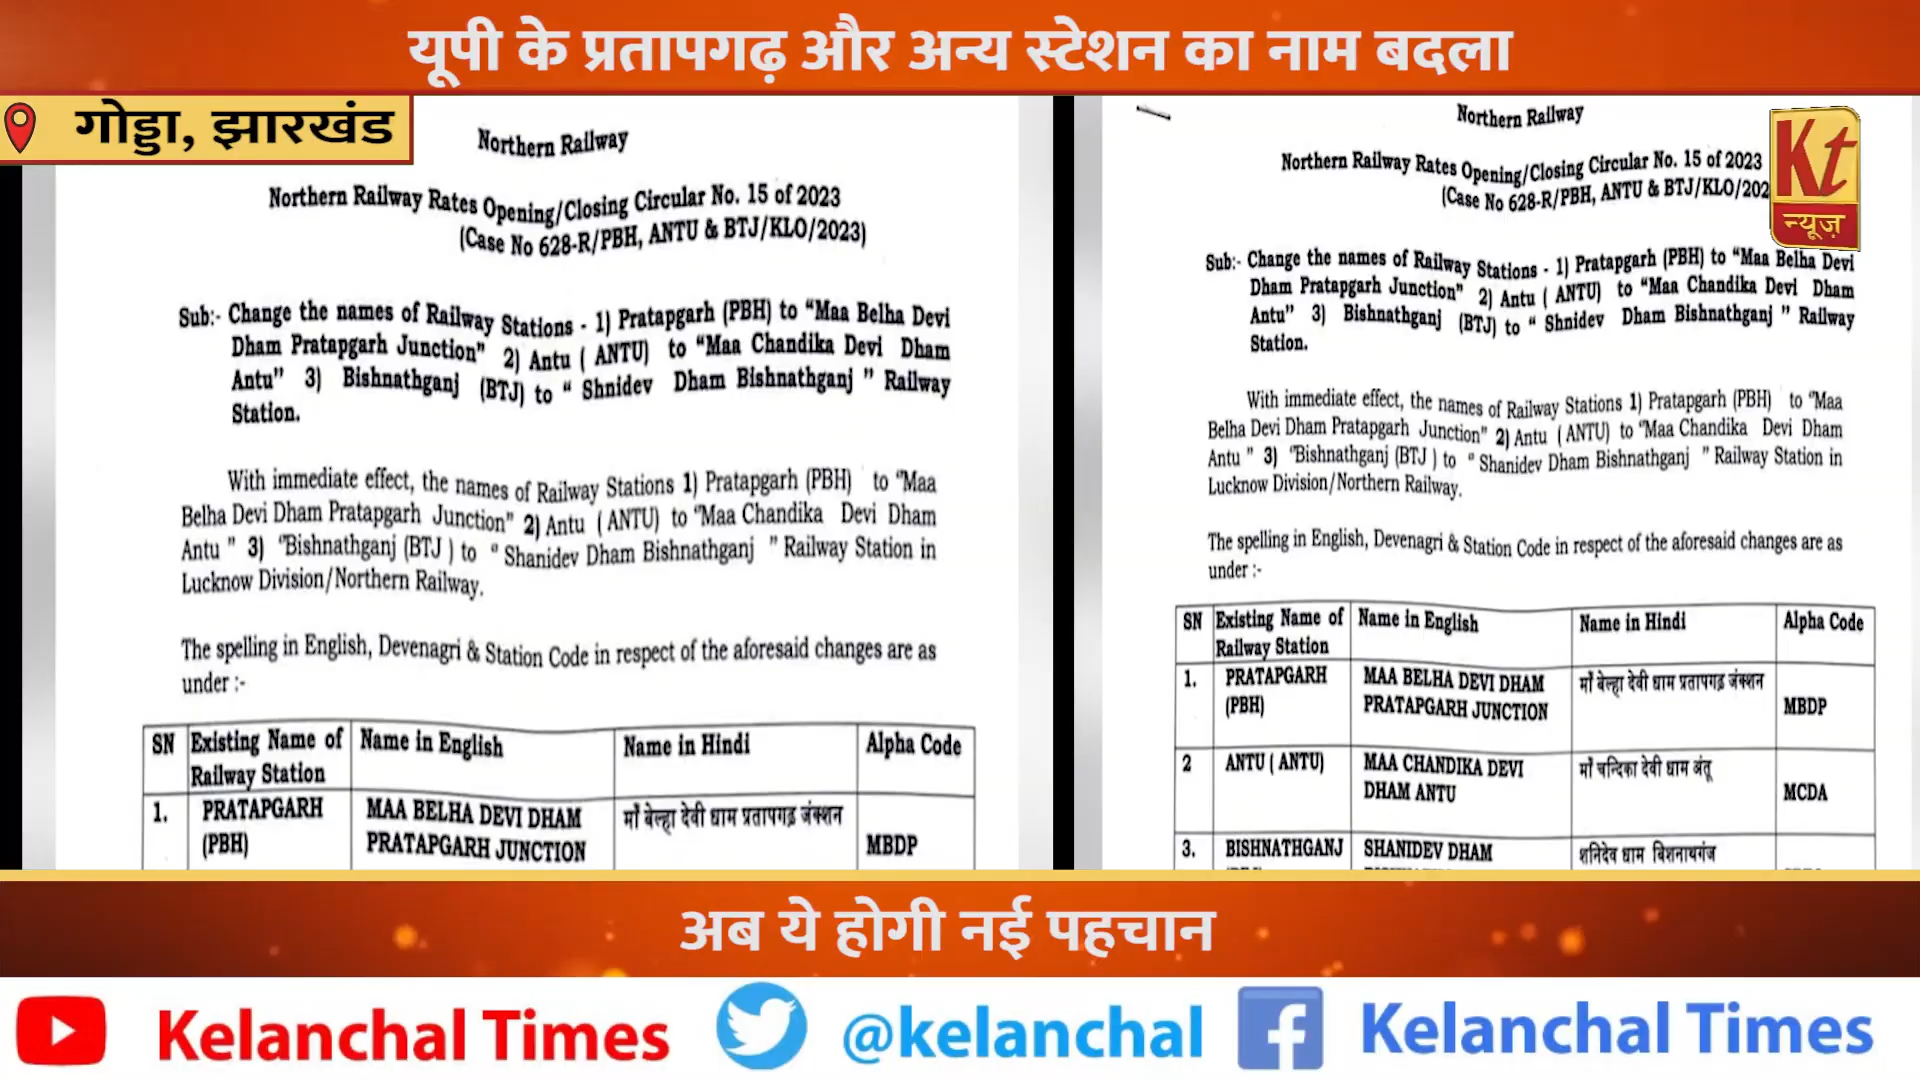 यूपी के प्रतापगढ़ और अन्य स्टेशन का नाम बदला
गोड्डा, झारखंड
Northern Railway
Northern Railway Rates Opening/Closing Circular No. 15 of 2023
(Case No 628-R/PBH, ANTU & BTJ/KLO/2023)
Sub:- Change the names of Railway Stations - 1) Pratapgarh (PBH) to "Maa Belha Devi
Dham Pratapgarh Junction" 2) Antu ( ANTU) to "Maa Chandika Devi Dham
Antu" 3) Bishnathganj (BTJ) to " Shnidev Dham Bishnathganj " Railway
Station.
With immediate effect, the names of Railway Stations 1) Pratapgarh (PBH) to "Maa
Belha Devi Dham Pratapgarh Junction" 2) Antu ( ANTU) to "Maa Chandika Devi Dham
Antu " 3) "Bishnathganj (BTJ ) to " Shanidev Dham Bishnathganj " Railway Station in
Lucknow Division/Northern Railway.
The spelling in English, Devenagri & Station Code in respect of the aforesaid changes are as
under :-
SN Existing Name of Name in English Name in Hindi Alpha Code
Railway Station
1. PRATAPGARH MAA BELHA DEVI DHAM माँ बेल्हा देवी धाम प्रतापगढ़ जंक्शन
(PBH) PRATAPGARH JUNCTION MBDP
Northern Railway
Northern Railway Rates Opening/Closing Circular No. 15 of 2023
(Case No 628-R/PBH, ANTU & BTJ/KLO/202
Sub:- Change the names of Railway Stations - 1) Pratapgarh (PBH) to "Maa Belha Devi
Dham Pratapgarh Junction" 2) Antu ( ANTU) to "Maa Chandika Devi Dham
Antu" 3) Bishnathganj (BTJ) to " Shnidev Dham Bishnathganj " Railway
Station.
With immediate effect, the names of Railway Stations 1) Pratapgarh (PBH) to "Maa
Belha Devi Dham Pratapgarh Junction" 2) Antu ( ANTU) to "Maa Chandika Devi Dham
Antu " 3) "Bishnathganj (BTJ ) to " Shanidev Dham Bishnathganj " Railway Station in
Lucknow Division/Northern Railway.
The spelling in English, Devenagri & Station Code in respect of the aforesaid changes are as
under :-
SN Existing Name of Name in English Name in Hindi Alpha Code
Railway Station
1. PRATAPGARH MAA BELHA DEVI DHAM माँ बेल्हा देवी धाम प्रतापगढ़ जंक्शन
(PBH) PRATAPGARH JUNCTION MBDP
2 ANTU ( ANTU) MAA CHANDIKA DEVI माँ चन्दिका देवी धाम अंतू
DHAM ANTU MCDA
3. BISHNATHGANJ SHANIDEV DHAM शनिदेव धाम बिशनाथगंज
Kt
न्यूज़
अब ये होगी नई पहचान
Kelanchal Times @kelanchal Kelanchal Times